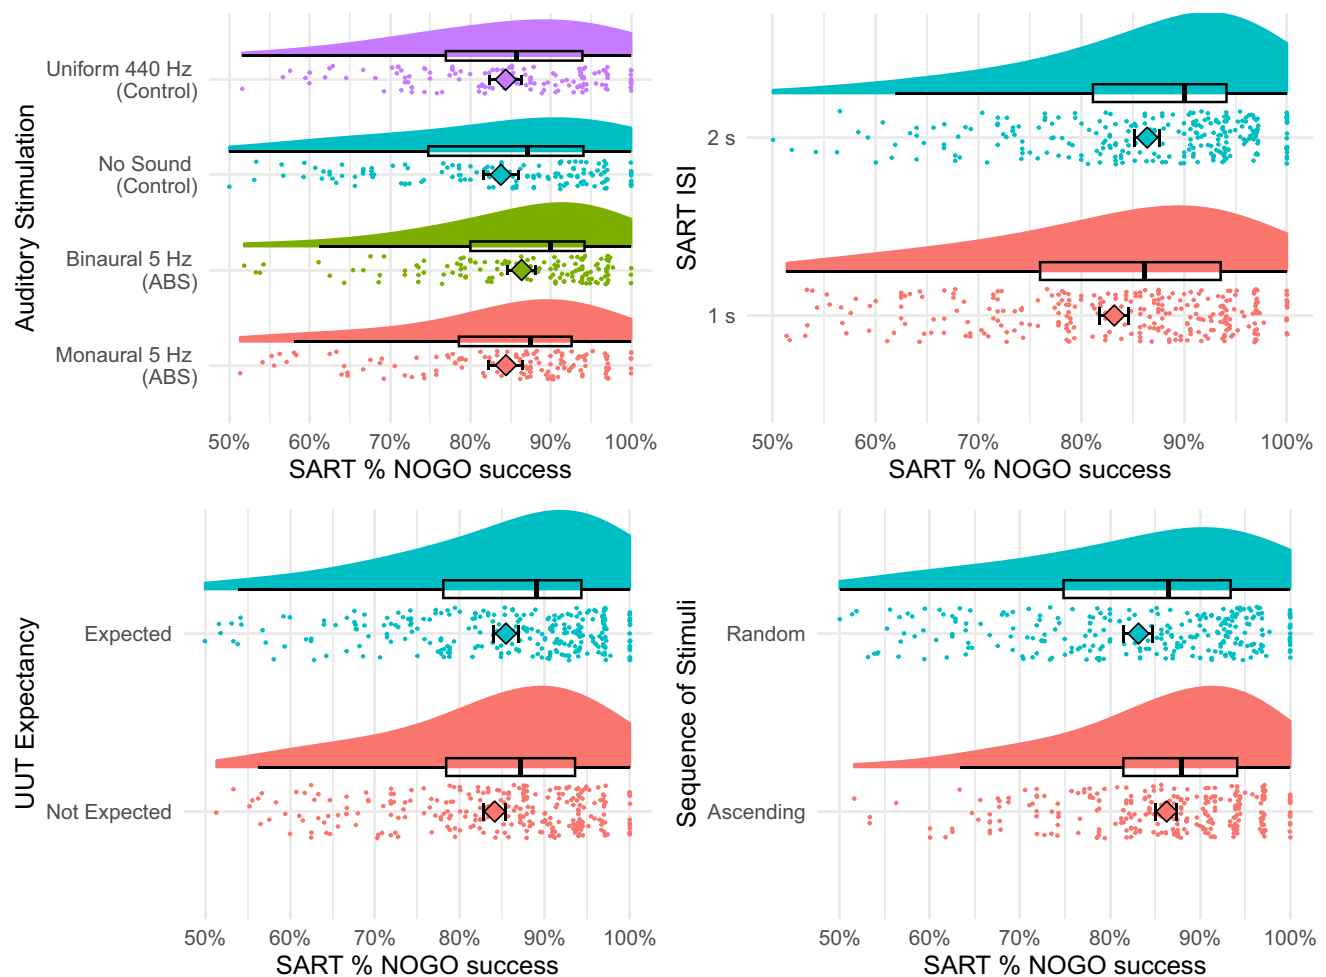 Auditory Stimulation
Uniform 440 Hz
(Control)
No Sound
(Control)
Binaural 5 Hz
(ABS)
Monaural 5 Hz
(ABS)
50% 60% 70% 80% 90% 100%
SART % NOGO success
SART ISI
2 s
1 s
50% 60% 70% 80% 90% 100%
SART % NOGO success
UUT Expectancy
Expected
Not Expected
50% 60% 70% 80% 90% 100%
SART % NOGO success
Sequence of Stimuli
Random
Ascending
50% 60% 70% 80% 90% 100%
SART % NOGO success